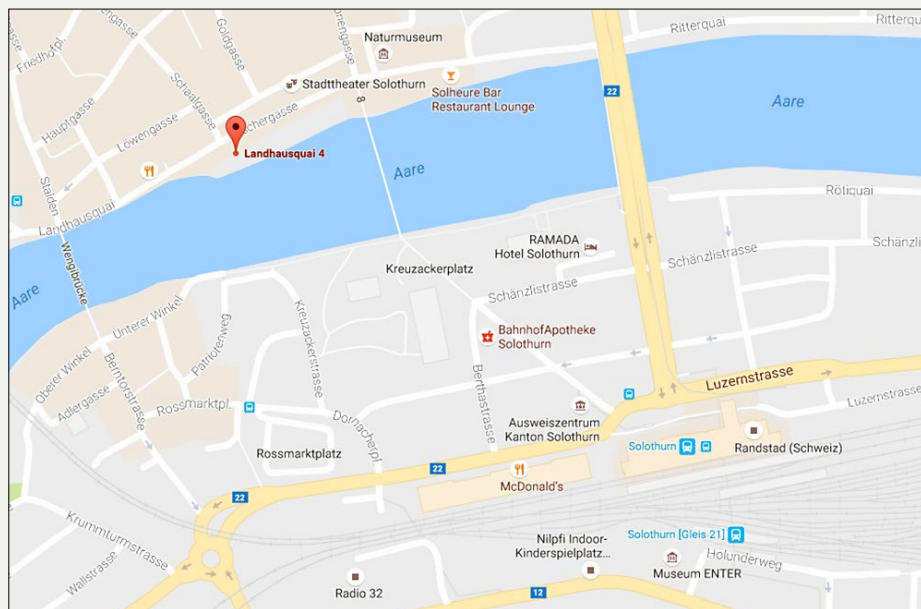 Friedhofpl.
Goldgasse
Naturmuseum
Ritterquai
Ritterquai
Schaalgasse
Stadttheater Solothurn
Solheure Bar
Restaurant Lounge
22
Aare
Hauptgasse
Löwengasse
8
Landhausquai 4
Aare
Stalden
Landhausquai
Rötiquai
Wengibrücke
RAMADA
Hotel Solothurn
Schänzlistrasse
Schänzli
Kreuzackerplatz
Schänzlistrasse
Aare
Unterer Winkel
Kreuzackerstrasse
BahnhofApotheke
Solothurn
Oberer Winkel
Patriotenweg
Berntorstrasse
Berthastrasse
Luzernstrasse
Adlergasse
Rossmarktpl.
Dornacherpl.
Ausweiszentrum
Kanton Solothurn
Luzernstrasse
Rossmarktplatz
Solothurn
Randstad (Schweiz)
22
McDonald's
22
Krummturmstrasse
Nilpfi Indoor-
Kinderspielplatz...
Solothurn [Gleis 21]
Holunderweg
Wallstrasse
Museum ENTER
Radio 32
12